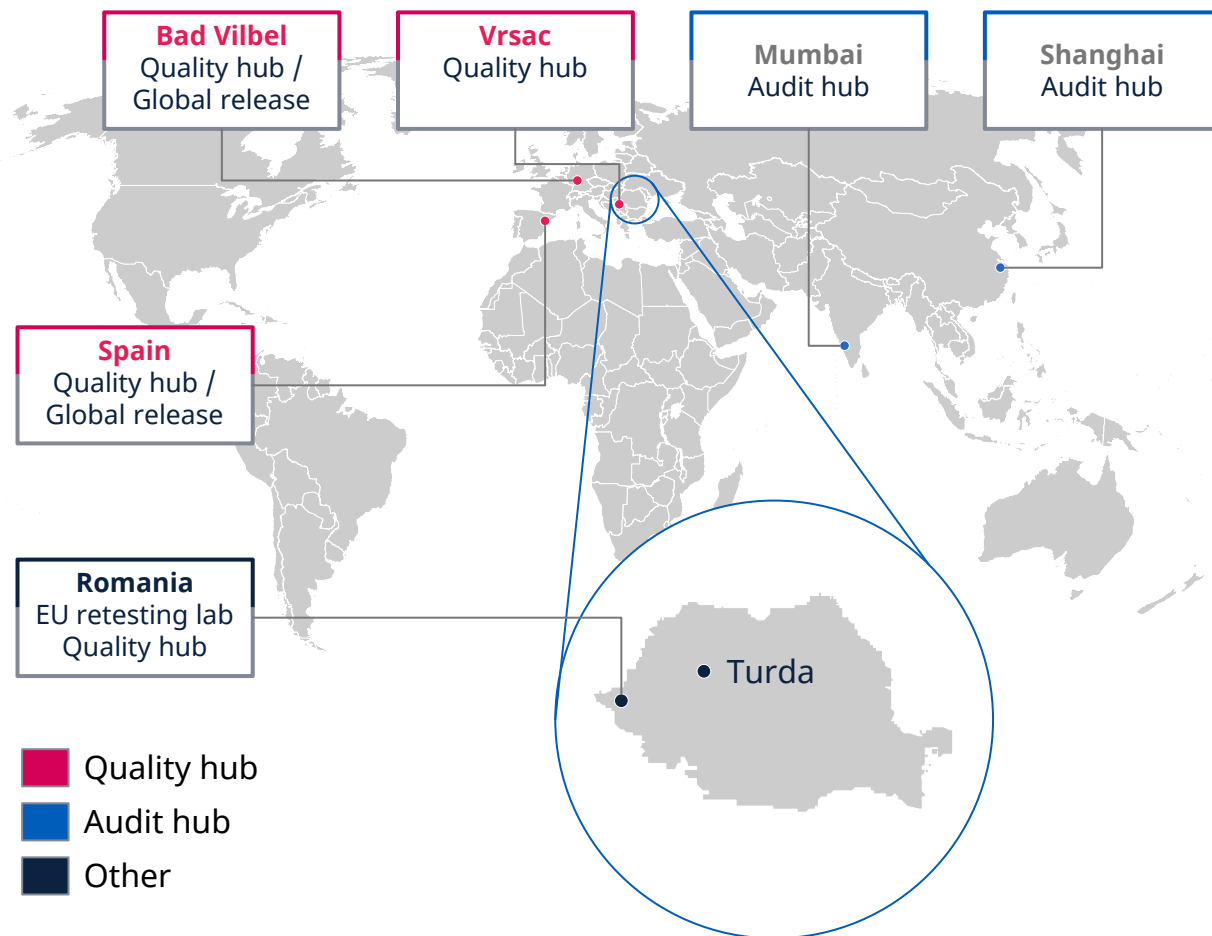 Bad Vilbel
Quality hub /
Global release
Vrsac
Quality hub
Mumbai
Audit hub
Shanghai
Audit hub
Spain
Quality hub /
Global release
Romania
EU retesting lab
Quality hub
Turda
Quality hub
Audit hub
Other